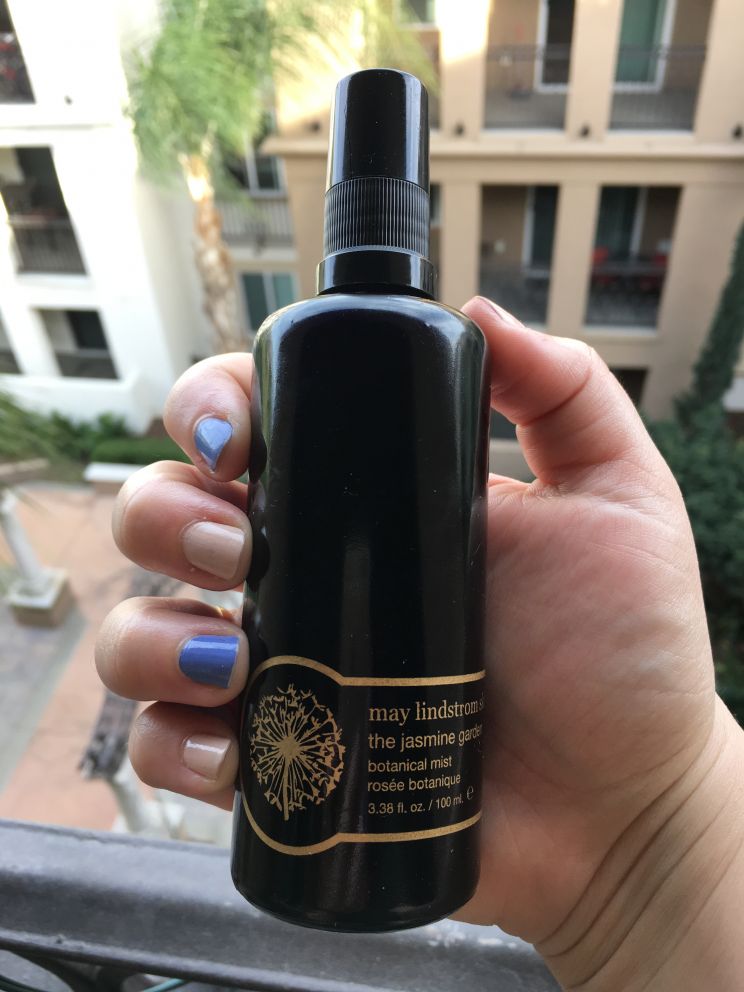 may lindstrom
the jasmine garden
botanical mist
rosée botanique
3.38 fl. oz. / 100 ml. ℮